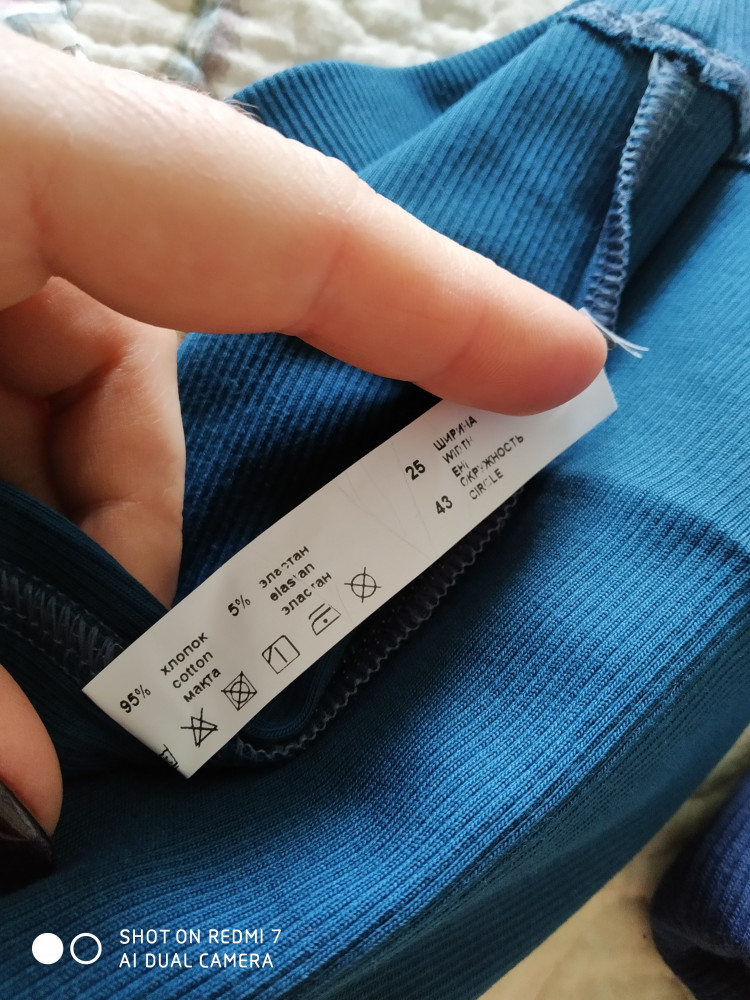 25 ШИРИНА
WIDTH
ЕНІ
43 ОКРУЖНОСТЬ
CIRCLE
5% эластан
elastan
эластан
95% хлопок
cotton
мақта
SHOT ON REDMI 7
AI DUAL CAMERA